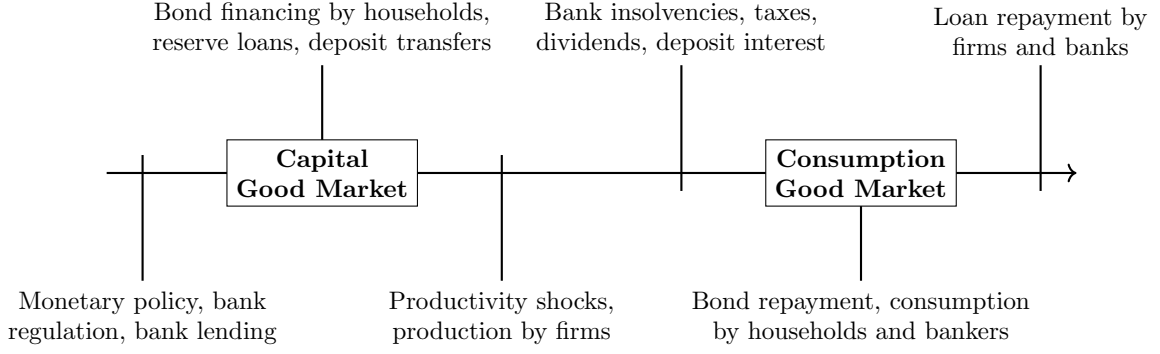 Bond financing by households,
reserve loans, deposit transfers
Bank insolvencies, taxes,
dividends, deposit interest
Loan repayment by
firms and banks
Capital
Good Market
Consumption
Good Market
Monetary policy, bank
regulation, bank lending
Productivity shocks,
production by firms
Bond repayment, consumption
by households and bankers